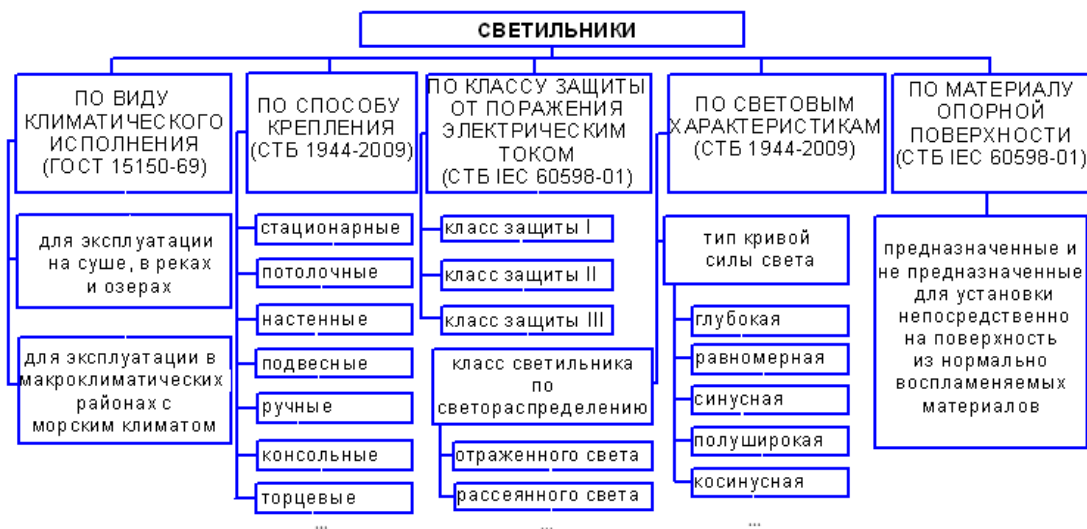 СВЕТИЛЬНИКИ
ПО ВИДУ
КЛИМАТИЧЕСКОГО
ИСПОЛНЕНИЯ
(ГОСТ 15150-69)
для эксплуатации
на суше, в реках
и озерах
для эксплуатации в
макроклиматических
районах с
морским климатом
ПО СПОСОБУ
КРЕПЛЕНИЯ
(СТБ 1944-2009)
стационарные
потолочные
настенные
подвесные
ручные
консольные
торцевые
...
ПО КЛАССУ ЗАЩИТЫ
ОТ ПОРАЖЕНИЯ
ЭЛЕКТРИЧЕСКИМ
ТОКОМ
(СТБ IEC 60598-01)
класс защиты I
класс защиты II
класс защиты III
ПО СВЕТОВЫМ
ХАРАКТЕРИСТИКАМ
(СТБ 1944-2009)
класс светильника
по
светораспределению
отраженного света
рассеянного света
...
тип кривой
силы света
глубокая
равномерная
синусная
полуширокая
косинусная
...
ПО МАТЕРИАЛУ
ОПОРНОЙ
ПОВЕРХНОСТИ
(СТБ IEC 60598-01)
предназначенные и
не предназначенные
для установки
непосредственно
на поверхность
из нормально
воспламеняемых
материалов